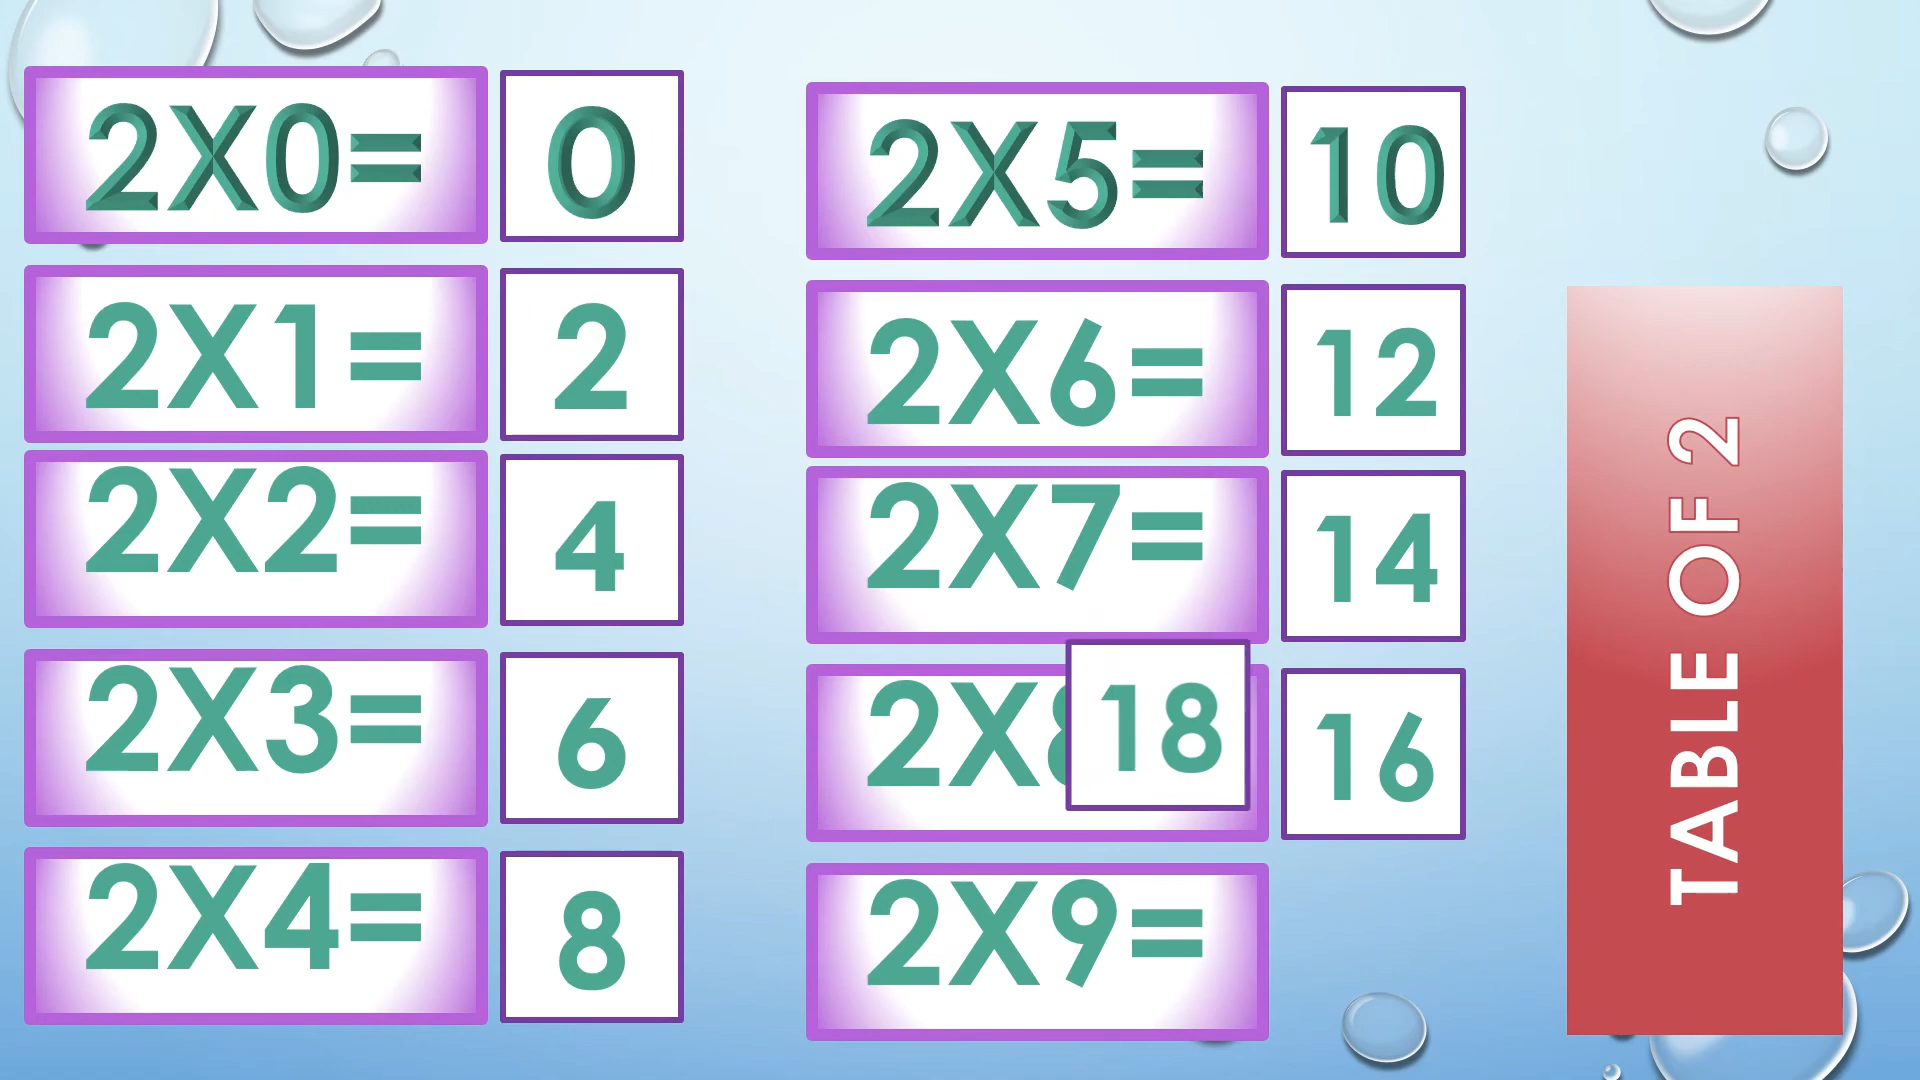 2X0= 0
2X1= 2
2X2= 4
2X3= 6
2X4= 8
2X5= 10
2X6= 12
2X7= 14
18
2X8 16
2X9=
TABLE OF 2